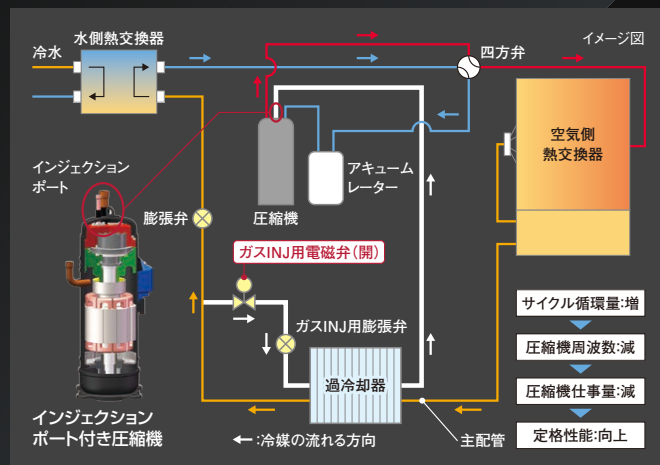 水側熱交換器
冷水
四方弁
イメージ図
空気側
熱交換器
インジェクション
ポート
アキューム
レーター
圧縮機
膨張弁
ガスINJ用電磁弁(開)
ガスINJ用膨張弁
過冷却器
サイクル循環量:増
圧縮機周波数:減
圧縮機仕事量:減
定格性能:向上
インジェクション
ポート付き圧縮機
←:冷媒の流れる方向
主配管